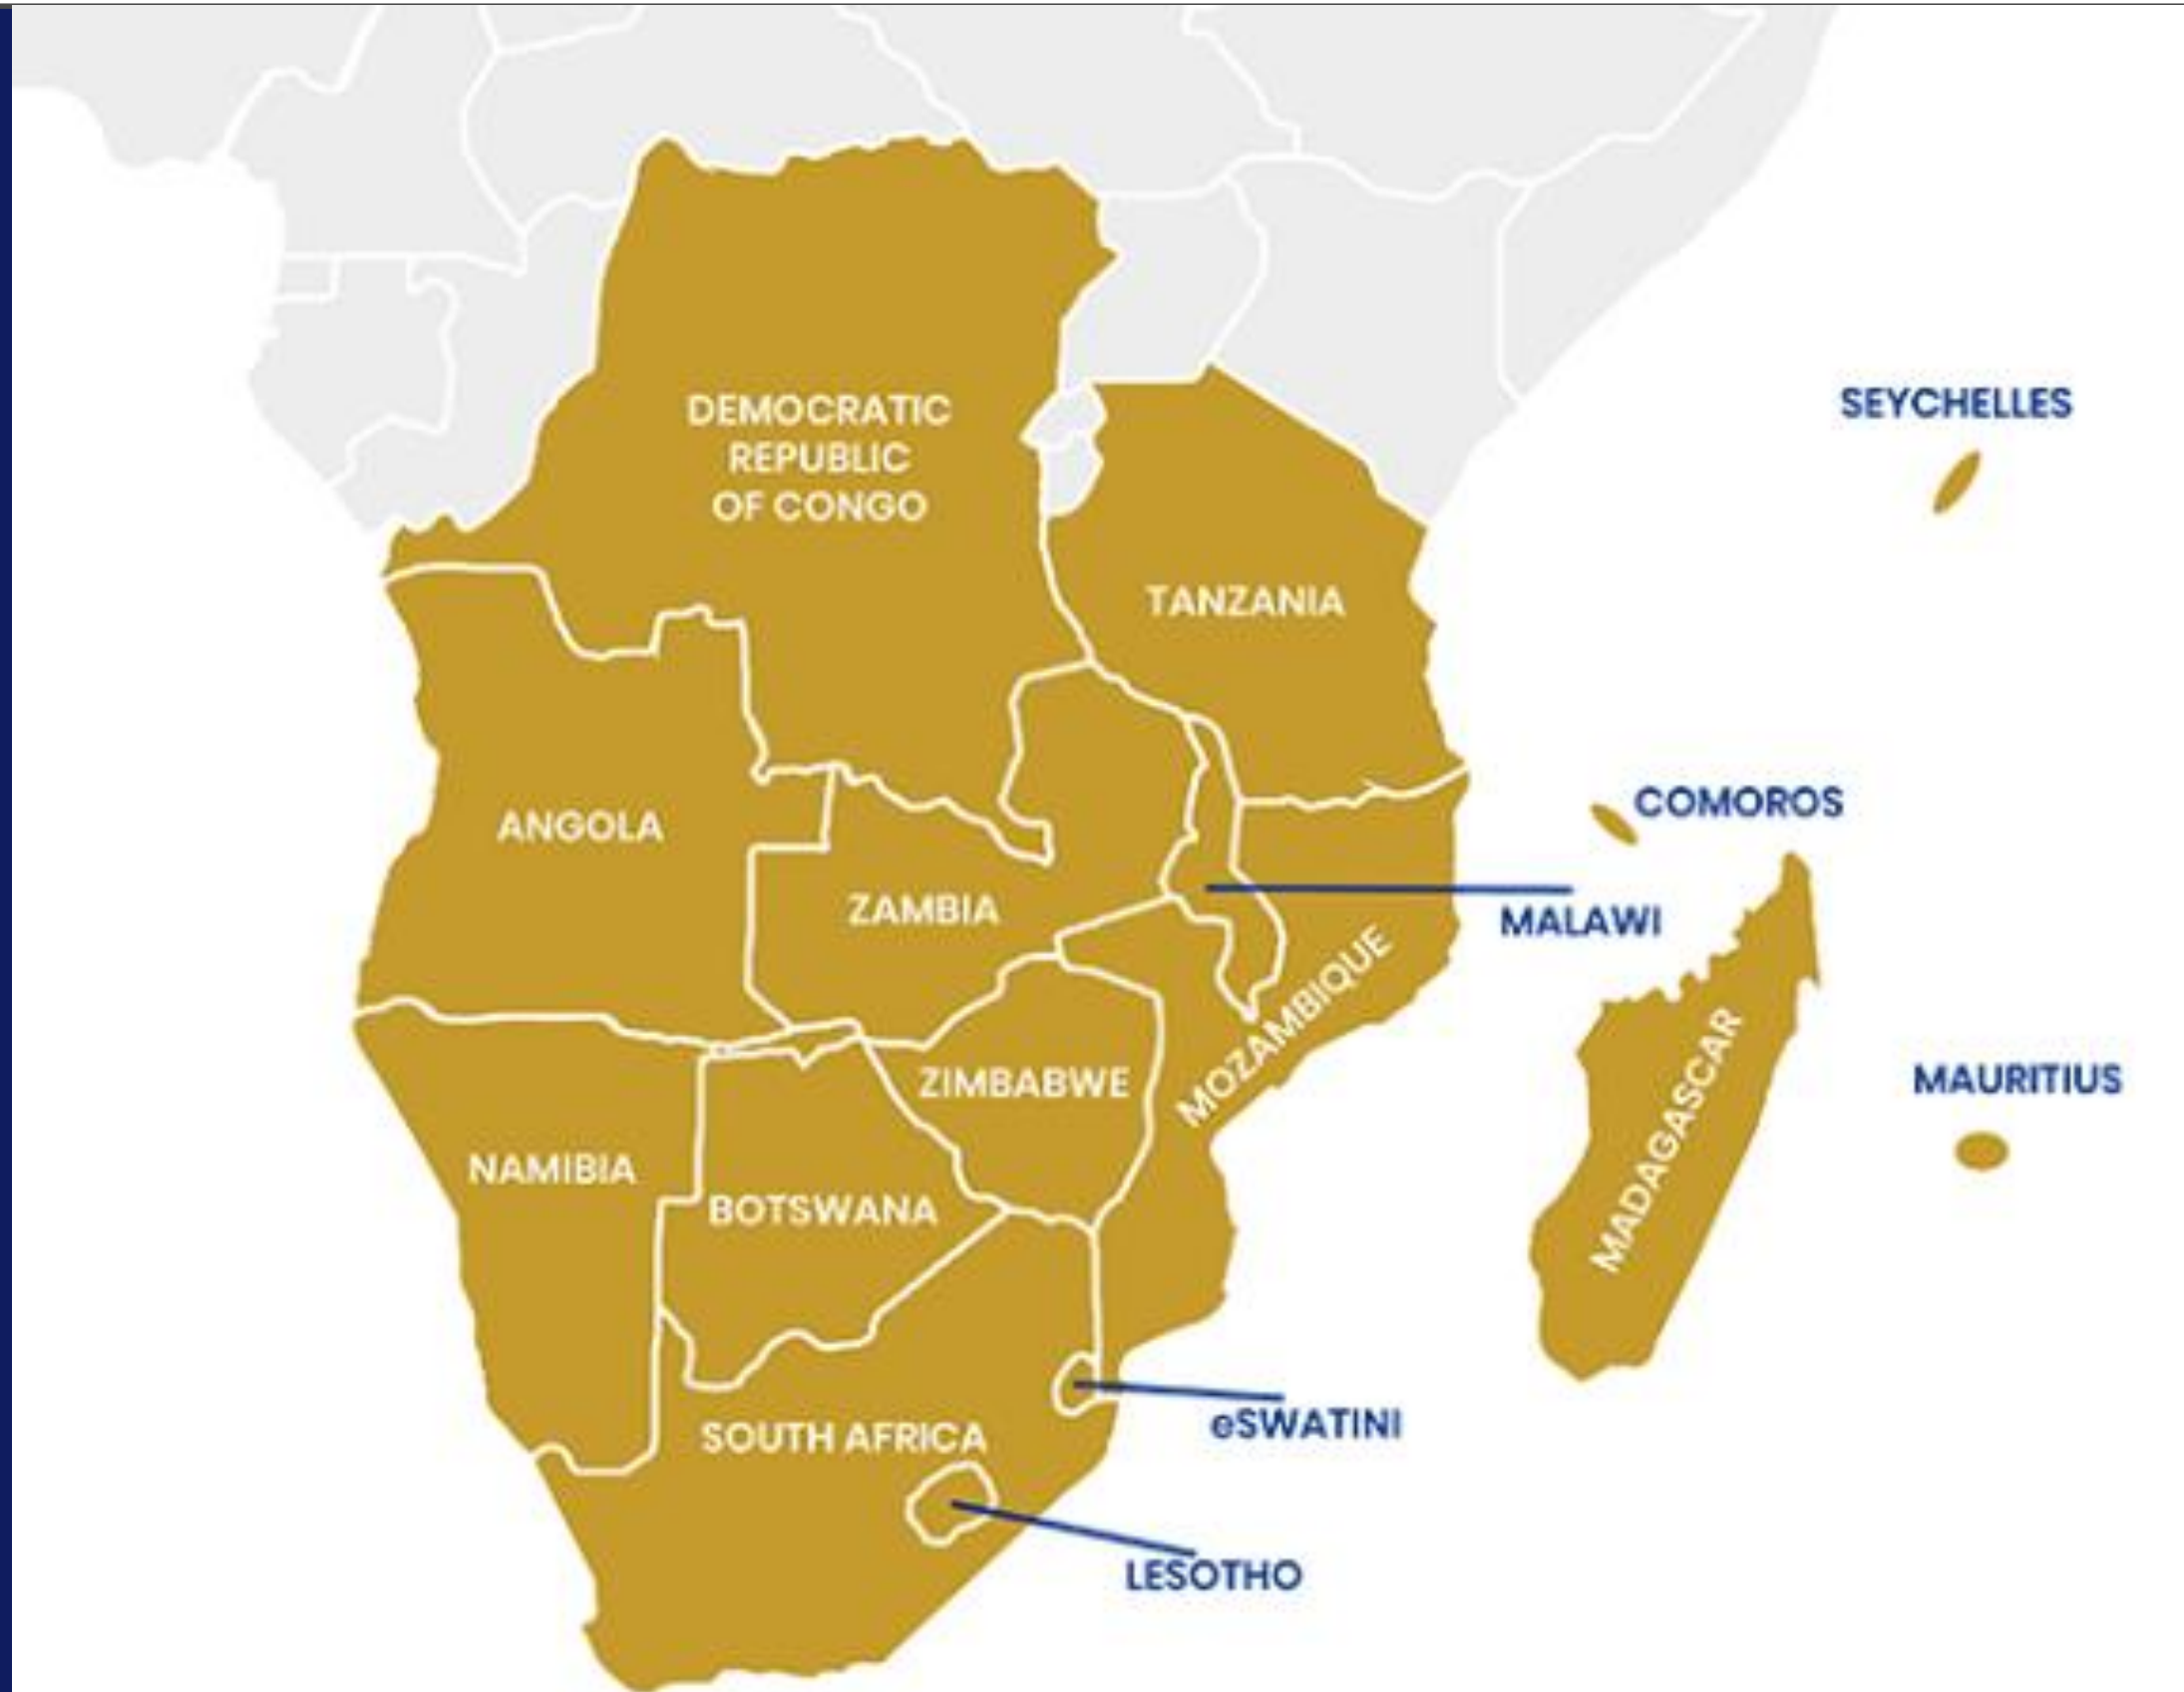 DEMOCRATIC
REPUBLIC
OF CONGO
SEYCHELLES
TANZANIA
COMOROS
ANGOLA
ZAMBIA
MALAWI
MOZAMBIQUE
MADAGASCAR
ZIMBABWE
MAURITIUS
NAMIBIA
BOTSWANA
eSWATINI
SOUTH AFRICA
LESOTHO